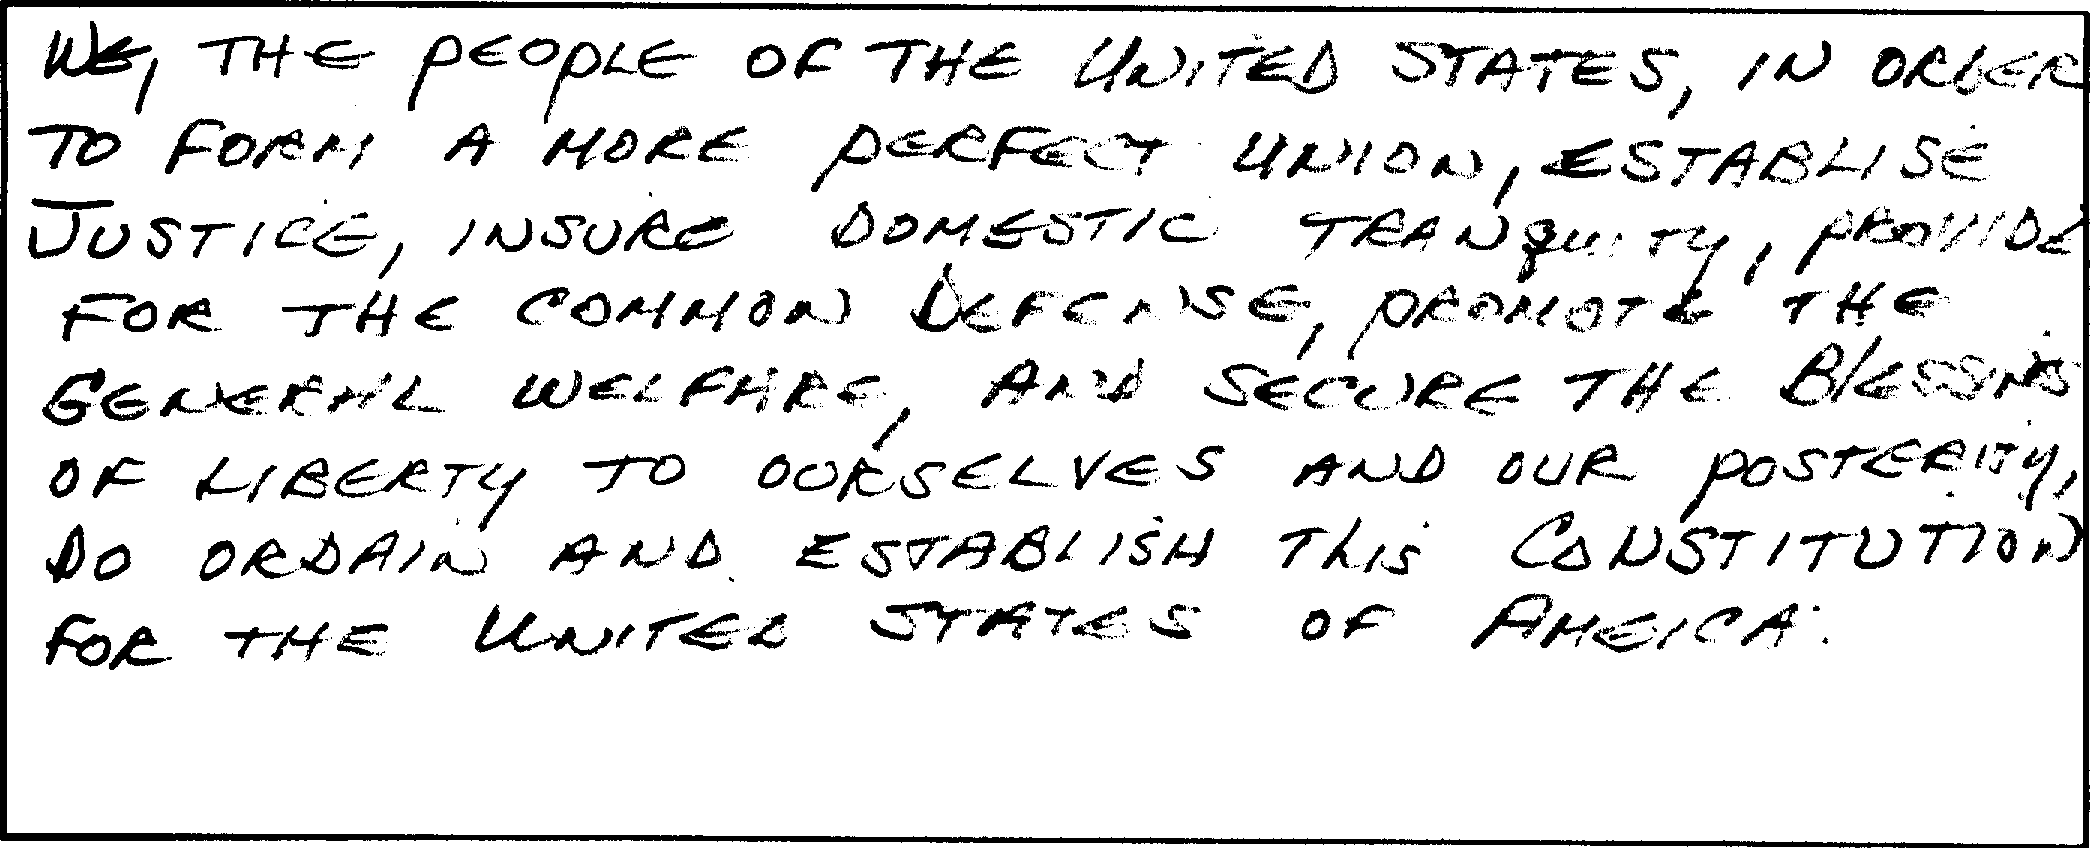 WE, THE PEOPLE OF THE UNITED STATES, IN ORDER
TO FORM A MORE PERFECT UNION, ESTABLISE
JUSTICE, INSURE DOMESTIC TRANQUITY, PROVIDE
FOR THE COMMON DEFENSE, PROMOTE THE
GENERAL WELFARE, AND SECURE THE BlESSINS
OF LIBERTY TO OURSELVES AND OUR POSTERITY,
DO ORDAIN AND ESTABLISH THIS CONSTITUTION
FOR THE UNITED STATES OF AMEICA.